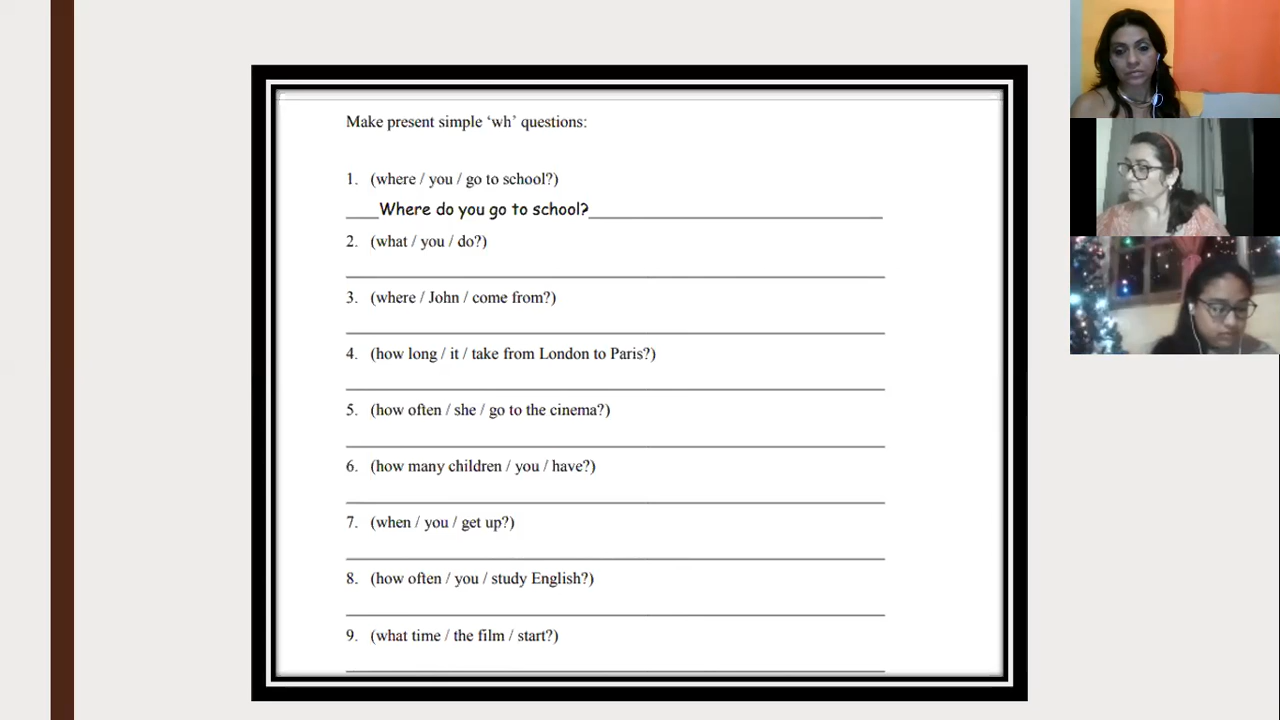 Make present simple ‘wh’ questions:
1. (where / you / go to school?)
____Where do you go to school?____
2. (what / you / do?)
3. (where / John / come from?)
4. (how long / it / take from London to Paris?)
5. (how often / she / go to the cinema?)
6. (how many children / you / have?)
7. (when / you / get up?)
8. (how often / you / study English?)
9. (what time / the film / start?)